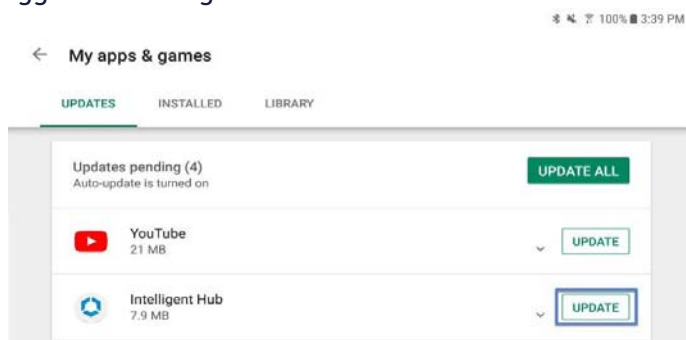 100% 3:39 PM
My apps & games
UPDATES INSTALLED LIBRARY
Updates pending (4)
Auto-update is turned on
UPDATE ALL
YouTube
21 MB
UPDATE
Intelligent Hub
7.9 MB
UPDATE